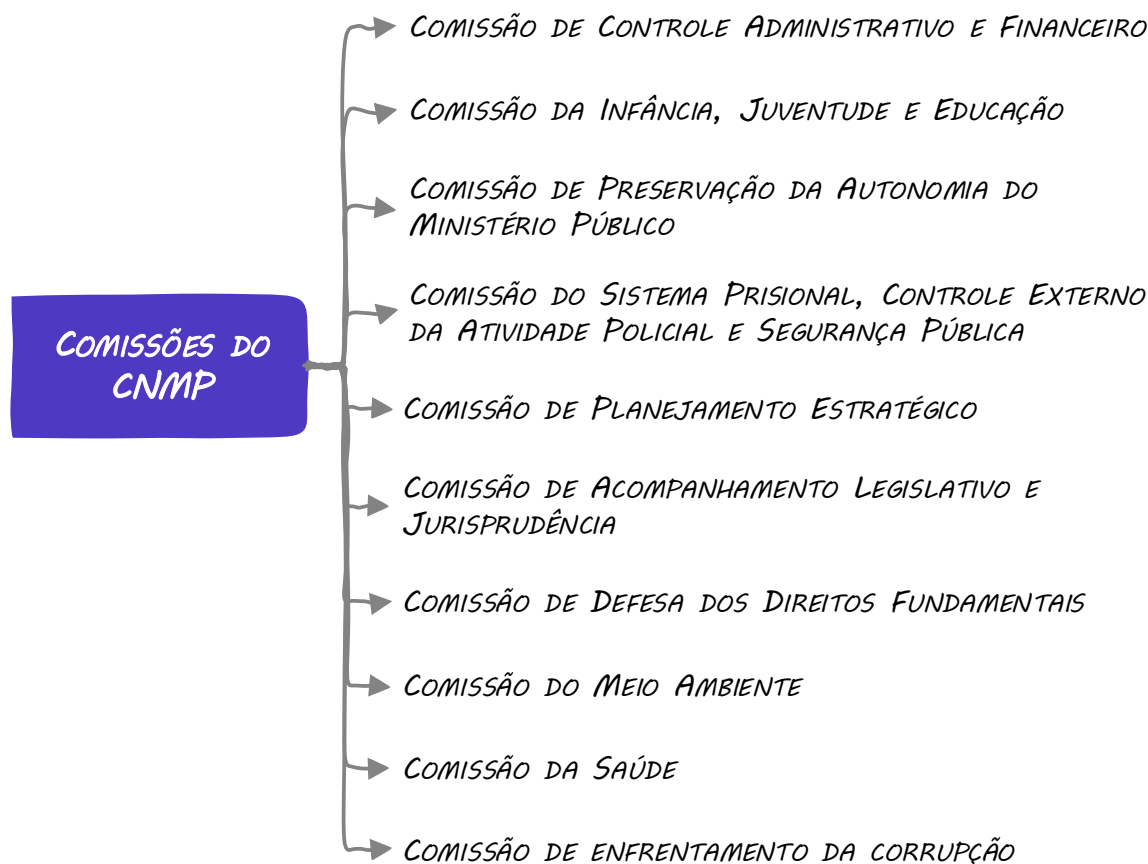 Comissão de Controle Administrativo e Financeiro
Comissão da Infância, Juventude e Educação
Comissão de Preservação da Autonomia do
Ministério Público
Comissão do Sistema Prisional, Controle Externo
da Atividade Policial e Segurança Pública
Comissões do
CNMP
Comissão de Planejamento Estratégico
Comissão de Acompanhamento Legislativo e
Jurisprudência
Comissão de Defesa dos Direitos Fundamentais
Comissão do Meio Ambiente
Comissão da Saúde
Comissão de enfrentamento da corrupção